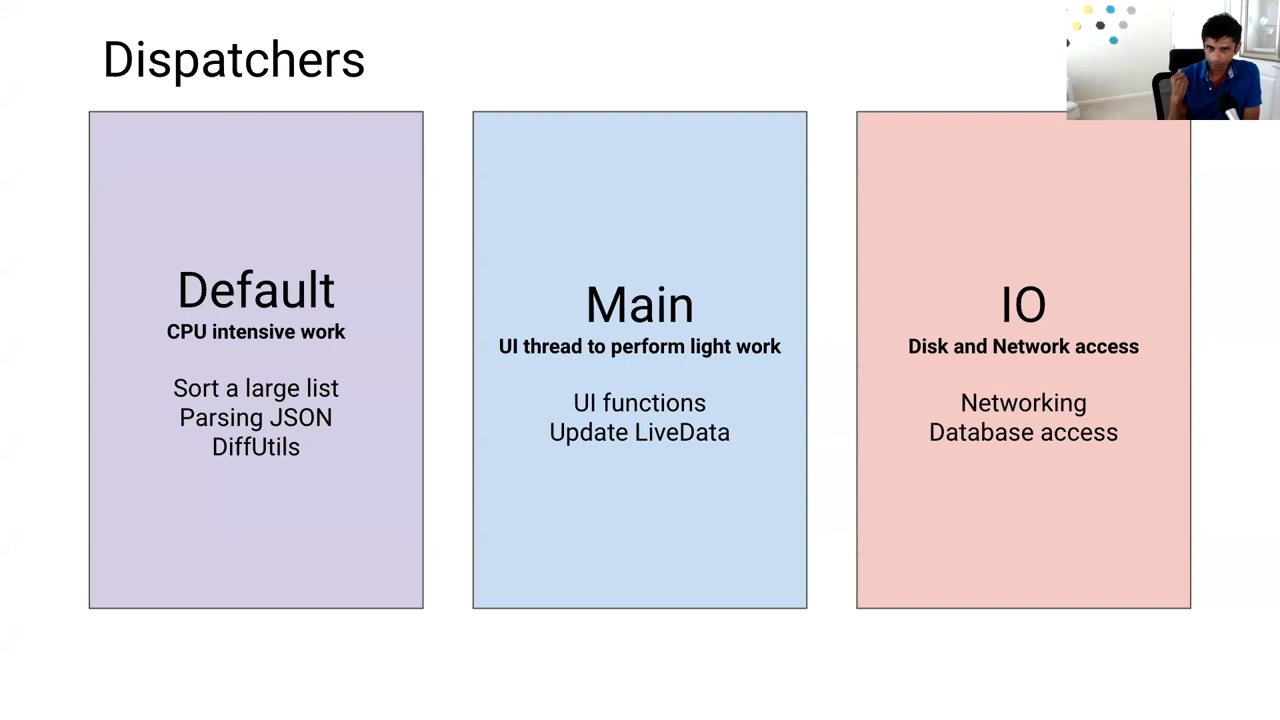 Dispatchers
Default
CPU intensive work
Sort a large list
Parsing JSON
DiffUtils
Main
UI thread to perform light work
UI functions
Update LiveData
IO
Disk and Network access
Networking
Database access